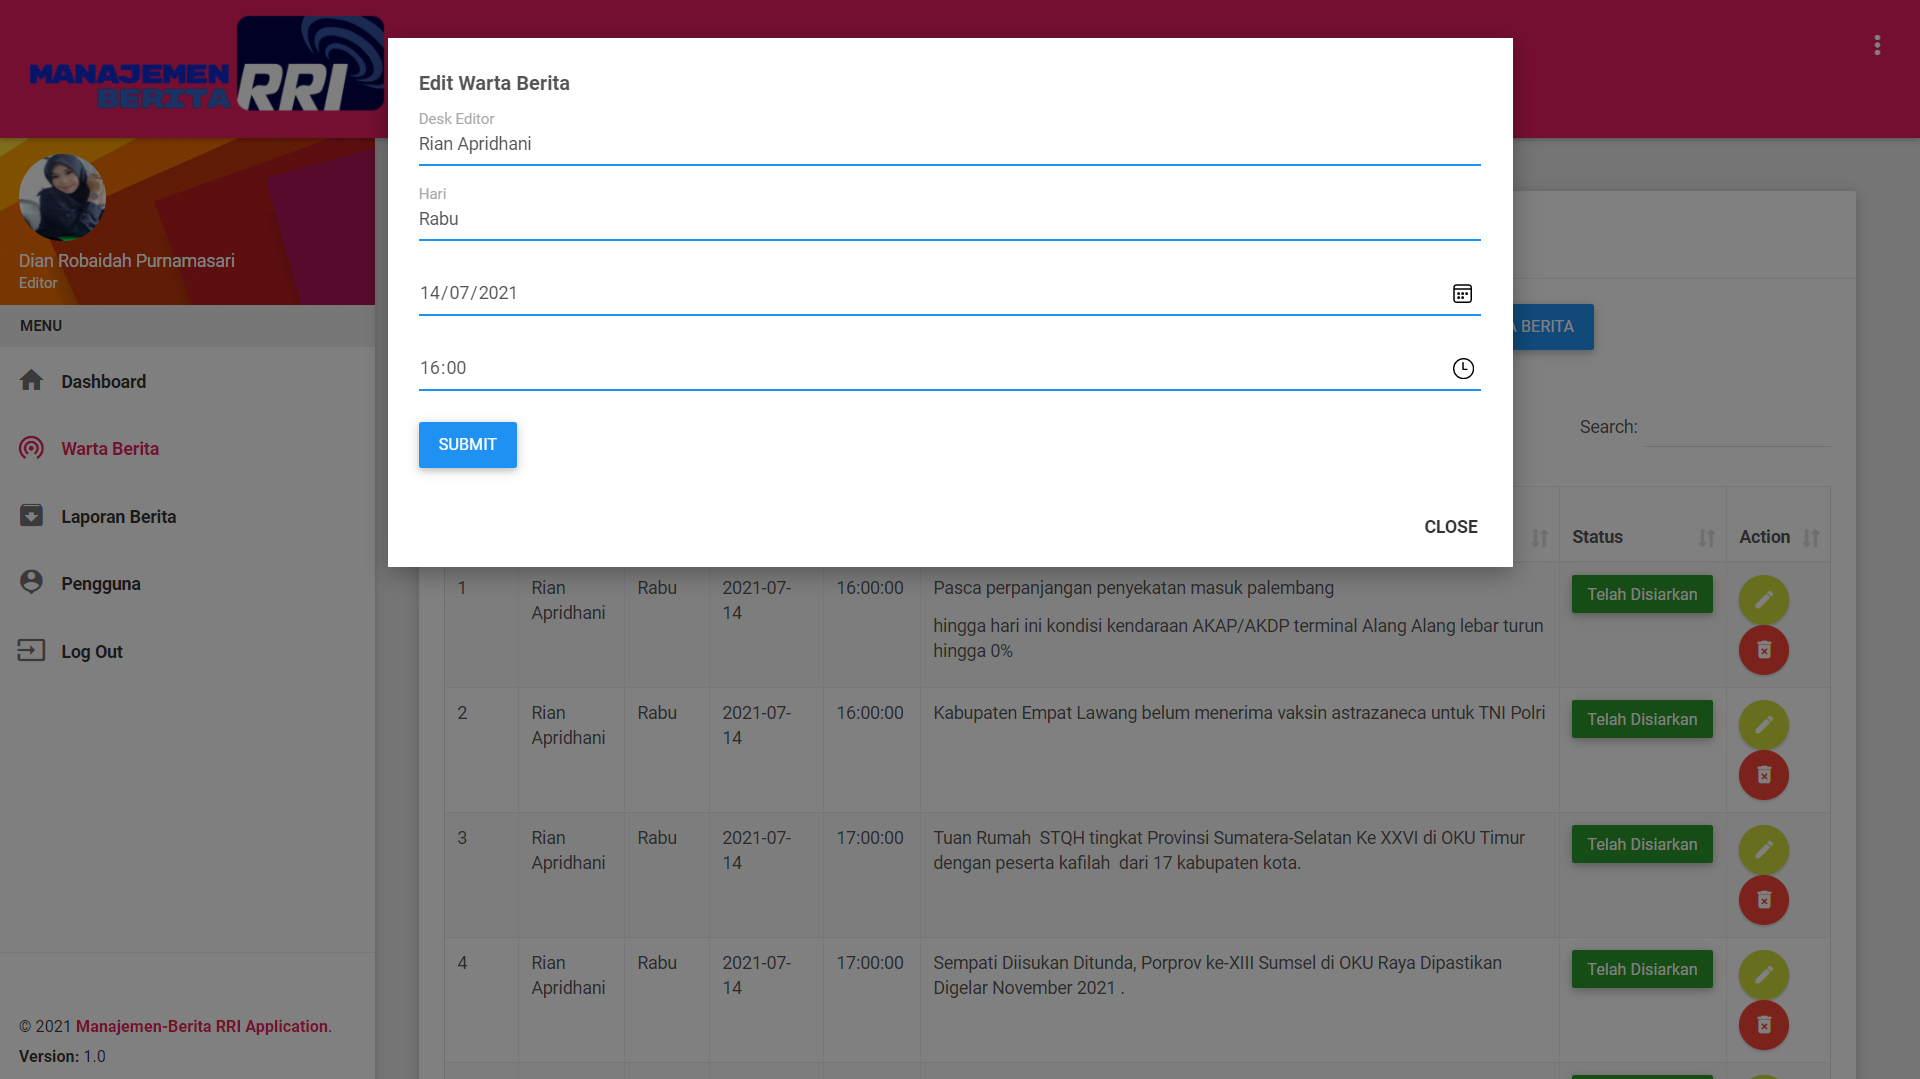 MANAJEMEN
BERITA
RRI
Edit Warta Berita
Desk Editor
Rian Apridhani
Hari
Rabu
14/07/2021
16:00
SUBMIT
CLOSE
Dian Robaidah Purnamasari
Editor
MENU
Dashboard
Warta Berita
Laporan Berita
Pengguna
Log Out
© 2021 Manajemen-Berita RRI Application.
Version: 1.0
BERITA
Search:
Status Action
1 Rian Rabu 2021-07- 16:00:00 Pasca perpanjangan penyekatan masuk palembang Telah Disiarkan
Apridhani 14
hingga hari ini kondisi kendaraan AKAP/AKDP terminal Alang Alang lebar turun
hingga 0%
2 Rian Rabu 2021-07- 16:00:00 Kabupaten Empat Lawang belum menerima vaksin astrazaneca untuk TNI Polri Telah Disiarkan
Apridhani 14
3 Rian Rabu 2021-07- 17:00:00 Tuan Rumah STQH tingkat Provinsi Sumatera-Selatan Ke XXVI di OKU Timur Telah Disiarkan
Apridhani 14 dengan peserta kafilah dari 17 kabupaten kota.
4 Rian Rabu 2021-07- 17:00:00 Sempati Diisukan Ditunda, Porprov ke-XIII Sumsel di OKU Raya Dipastikan Telah Disiarkan
Apridhani 14 Digelar November 2021 .